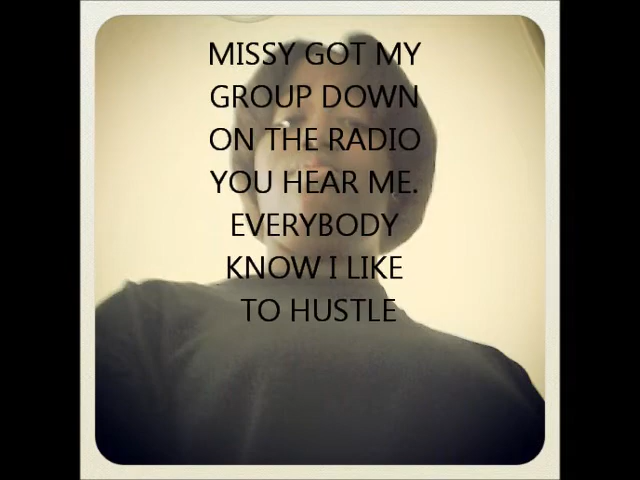 MISSY GOT MY
GROUP DOWN
ON THE RADIO
YOU HEAR ME.
EVERYBODY
KNOW I LIKE
TO HUSTLE